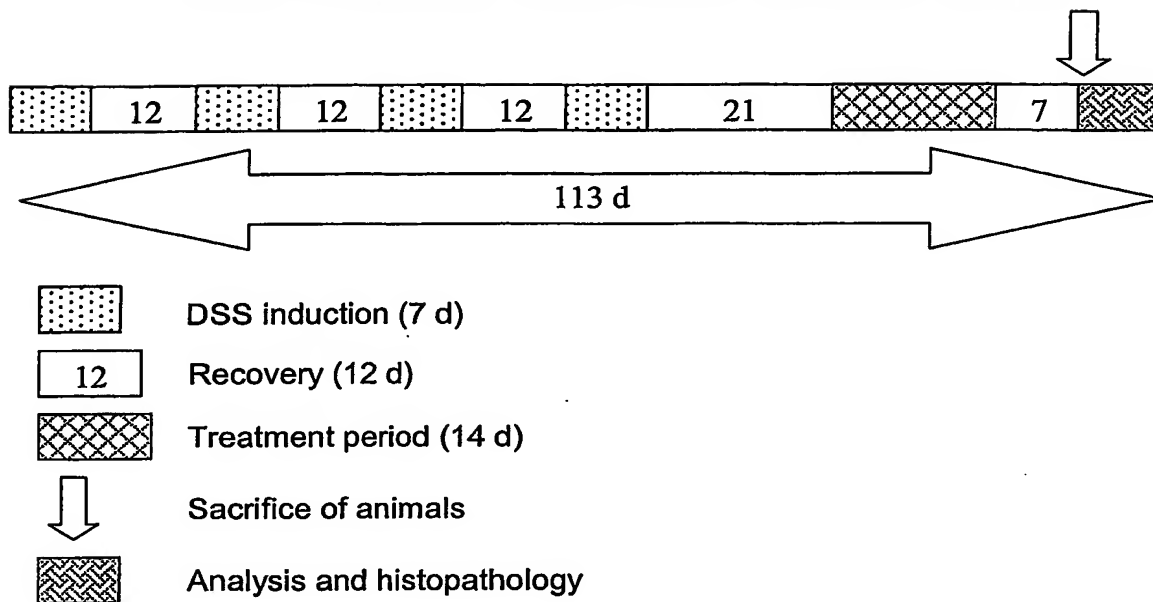 12 12 12 21 7
113 d
DSS induction (7 d)
12 Recovery (12 d)
Treatment period (14 d)
Sacrifice of animals
Analysis and histopathology